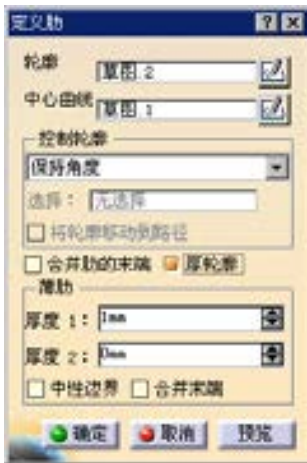 定义肋
轮廓 草图.2
中心曲线 草图.1
控制轮廓
保持角度
选择： 无选择
将轮廓移动到路径
合并肋的末端 厚轮廓
薄肋
厚度 1： 1mm
厚度 2： 0mm
中性边界 合并末端
确定 取消 预览